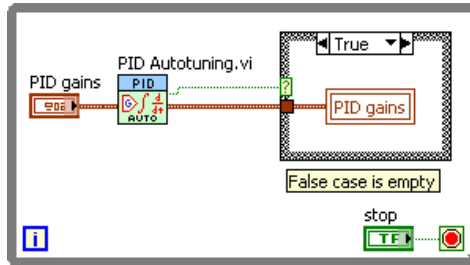 True
PID Autotuning.vi
PID gains
PID
AUTO
?
PID gains
False case is empty
stop
TF
i